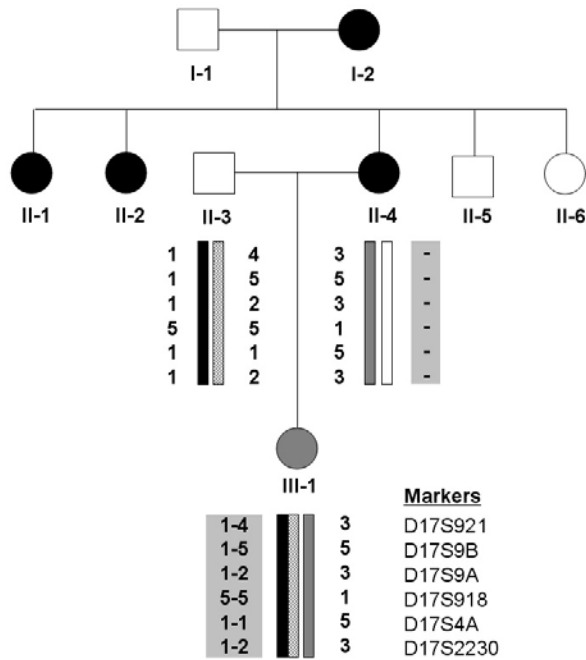 I-1 I-2
II-1 II-2 II-3 II-4 II-5 II-6
1 4 3 -
1 5 5 -
1 2 3 -
5 5 1 -
1 1 5 -
1 2 3 -
III-1
Markers
1-4 3 D17S921
1-5 5 D17S9B
1-2 3 D17S9A
5-5 1 D17S918
1-1 5 D17S4A
1-2 3 D17S2230